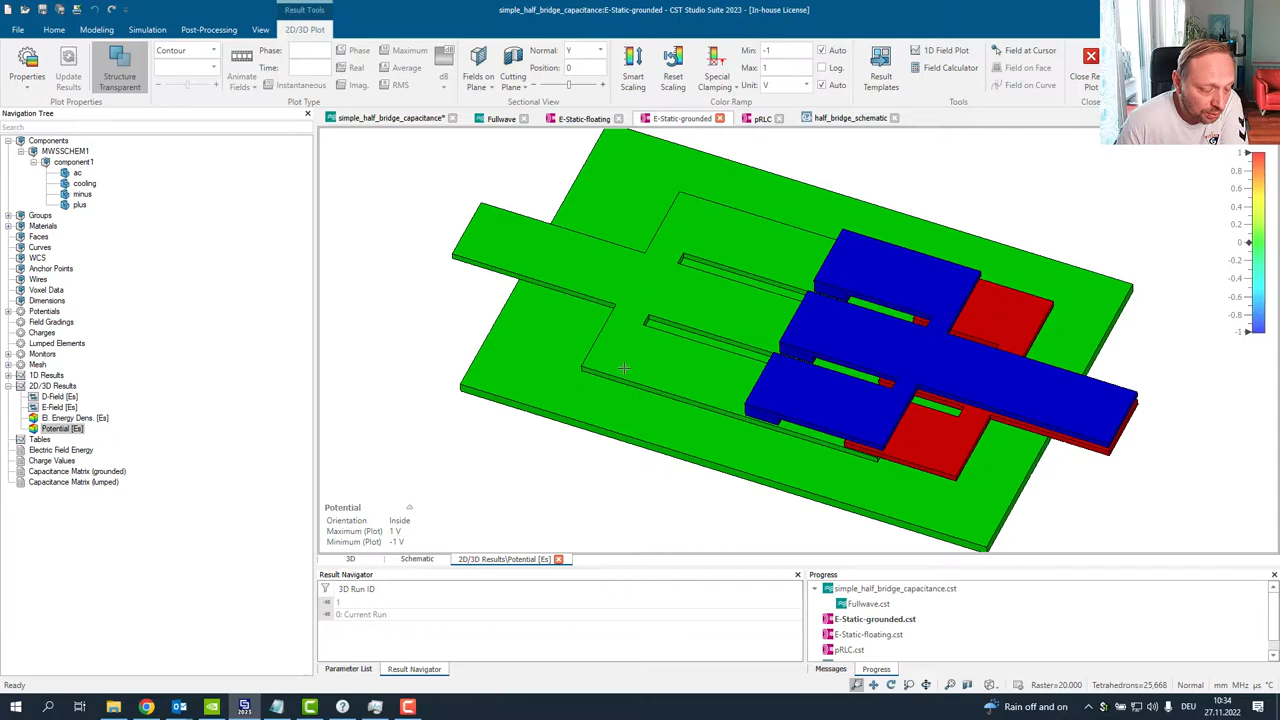 Result Tools
simple_half_bridge_capacitance:E-Static-grounded - CST Studio Suite 2023 - [In-house License]
File Home Modeling Simulation Post-Processing View 2D/3D Plot
Properties
Update Results
Structure Transparent
Contour
Animate Fields
Phase:
Time:
Phase
Real
Imag.
Instantaneous
Maximum
Average
RMS
dB
Fields on Plane
Cutting Plane
Normal: Y
Position: 0
Smart Scaling
Reset Scaling
Special Clamping
Min: -1
Max: 1
Unit: V
Auto
Log.
Auto
Result Templates
1D Field Plot
Field Calculator
Field at Cursor
Field on Face
Field on Curve
Close Re
Plot
Plot Properties
Plot Type
Sectional View
Color Ramp
Tools
Close
Navigation Tree
Search
Components
MWSSCHEM1
component1
ac
cooling
minus
plus
Groups
Materials
Faces
Curves
WCS
Anchor Points
Wires
Voxel Data
Dimensions
Potentials
Field Gradings
Charges
Lumped Elements
Monitors
Mesh
1D Results
2D/3D Results
D-Field [Es]
E-Field [Es]
El. Energy Dens. [Es]
Potential [Es]
Tables
Electric Field Energy
Charge Values
Capacitance Matrix (grounded)
Capacitance Matrix (lumped)
simple_half_bridge_capacitance*
Fullwave
E-Static-floating
E-Static-grounded
pRLC
half_bridge_schematic
1
0.8
0.6
0.4
0.2
0
-0.2
-0.4
-0.6
-0.8
-1
Potential
Orientation Inside
Maximum (Plot) 1 V
Minimum (Plot) -1 V
3D
Schematic
2D/3D Results\Potential [Es]
Result Navigator
3D Run ID
1
0: Current Run
Parameter List
Result Navigator
Progress
simple_half_bridge_capacitance.cst
Fullwave.cst
E-Static-grounded.cst
E-Static-floating.cst
pRLC.cst
Messages
Progress
Ready
Raster=20.000 Tetrahedrons=25,668 Normal mm MHz µs °C
2023
Rain off and on
10:34
27.11.2022